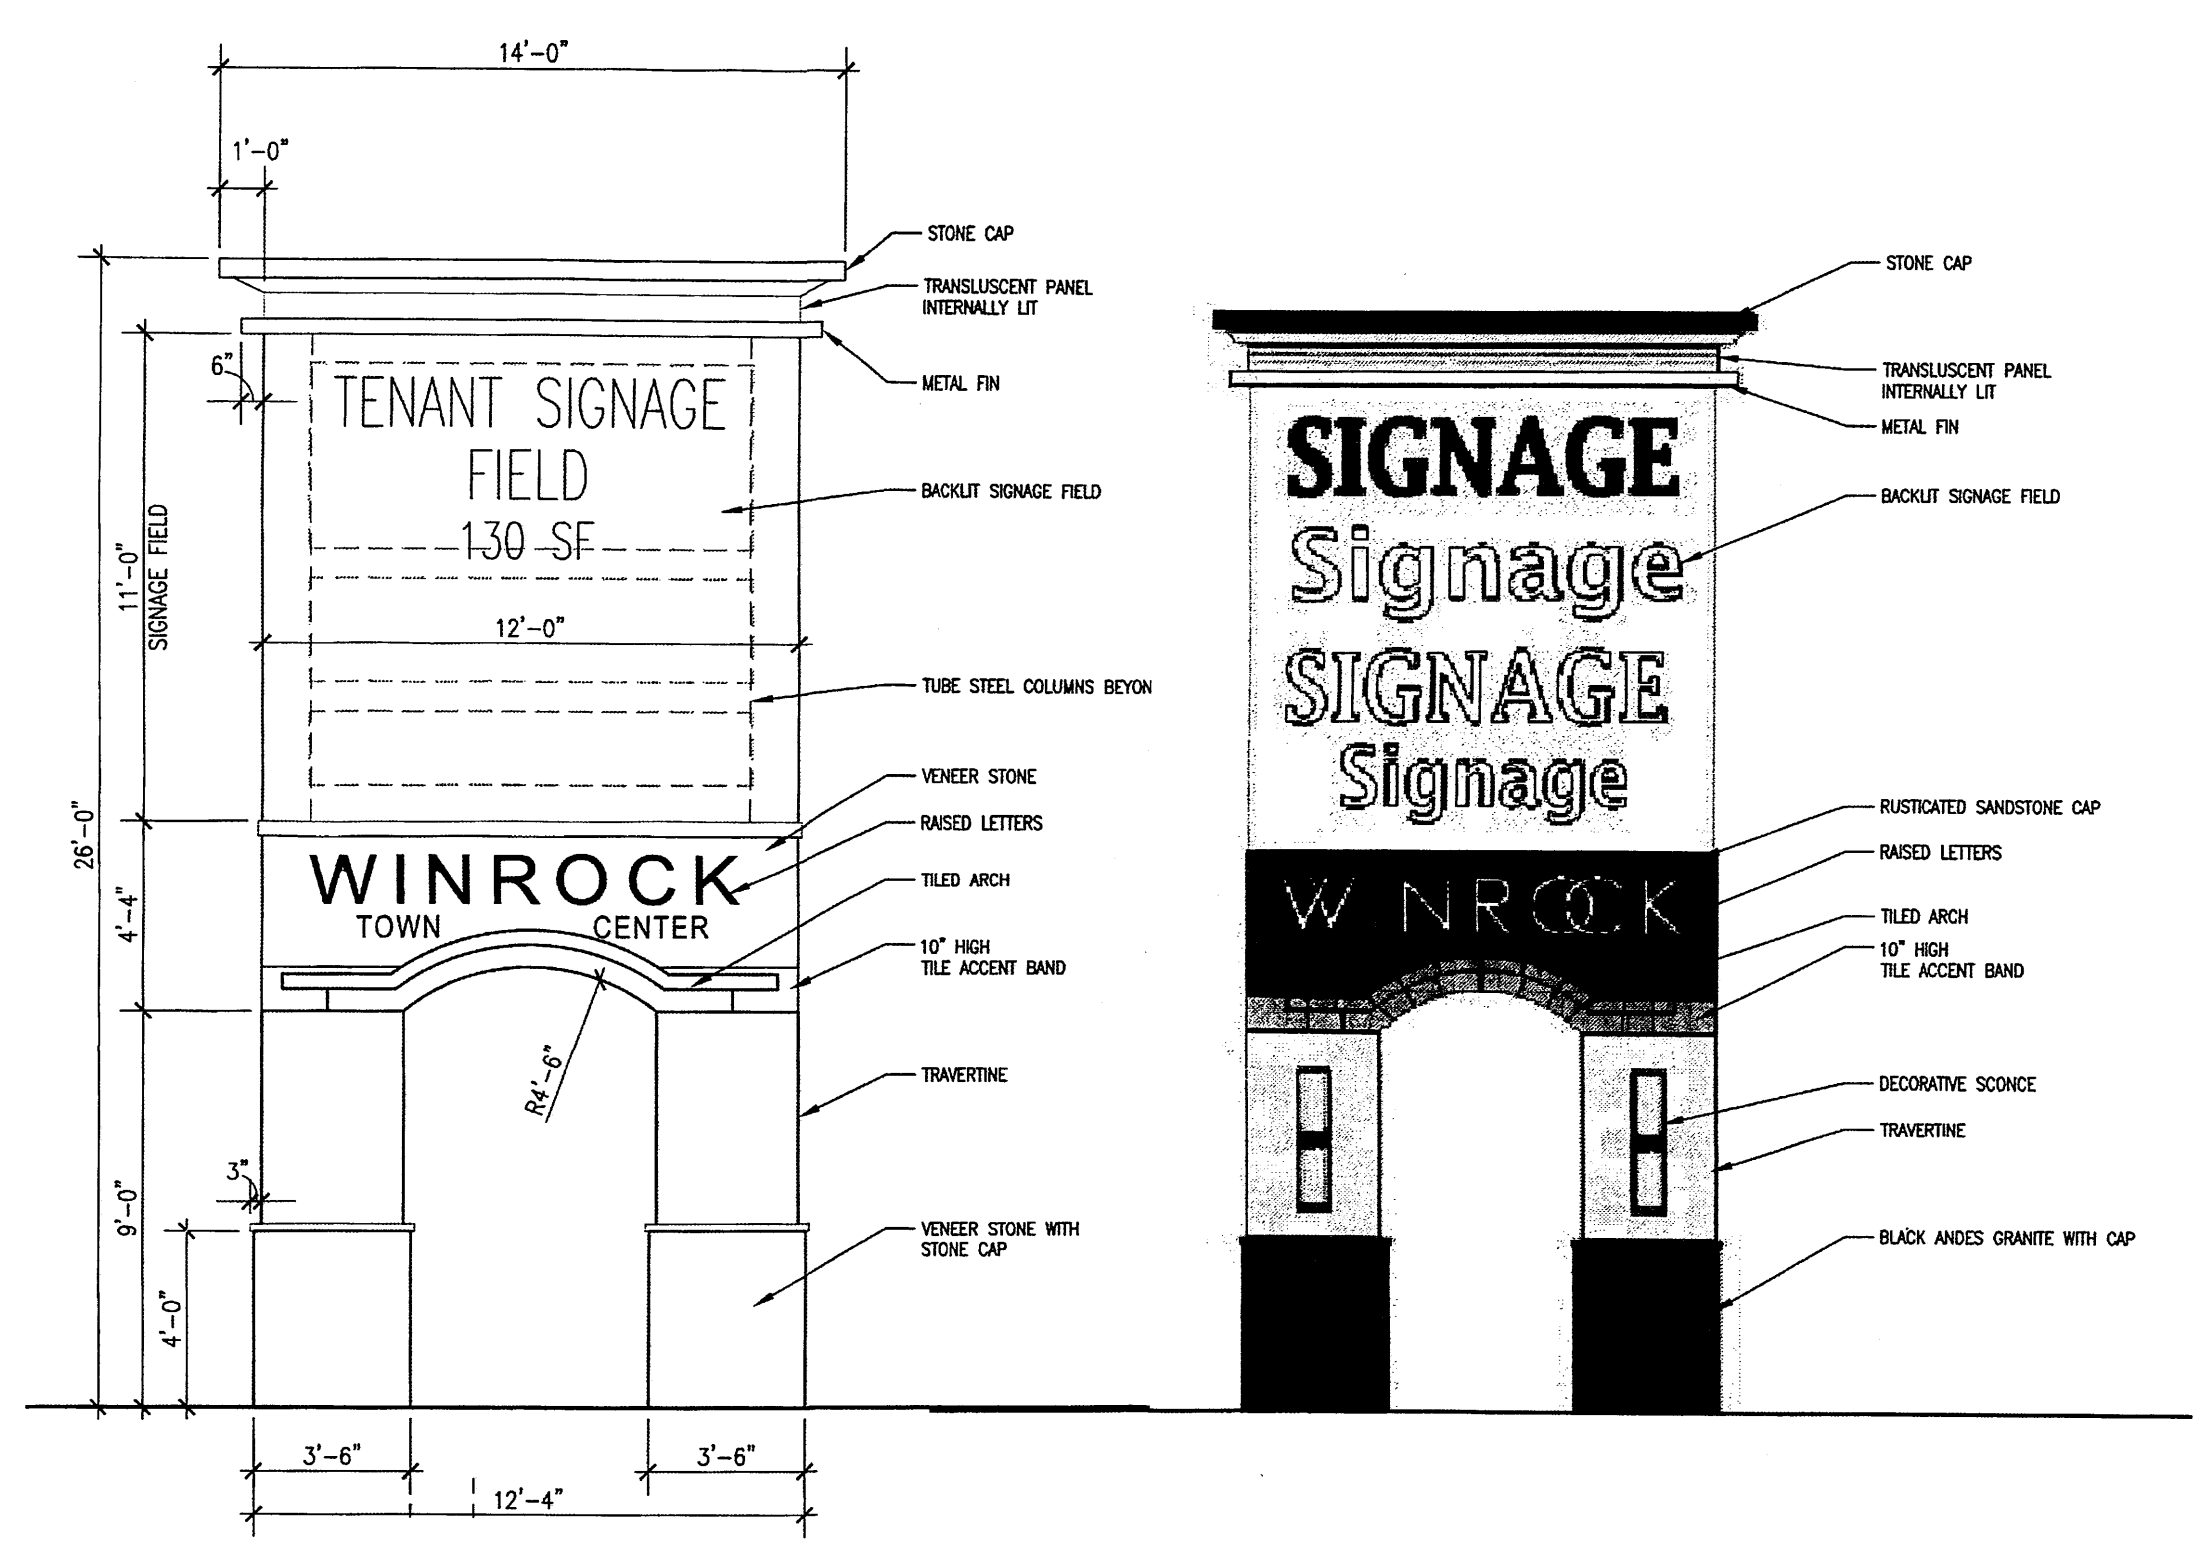 14'-0"
1'-0"
STONE CAP
TRANSLUSCENT PANEL
INTERNALLY LIT
6"
METAL FIN
TENANT SIGNAGE
FIELD
130 SF
BACKLIT SIGNAGE FIELD
11'-0"
SIGNAGE FIELD
12'-0"
TUBE STEEL COLUMNS BEYON
26'-0"
VENEER STONE
RAISED LETTERS
WINROCK
TOWN CENTER
4'-4"
TILED ARCH
10" HIGH
TILE ACCENT BAND
R4'-6"
TRAVERTINE
3"
9'-0"
VENEER STONE WITH
STONE CAP
4'-0"
3'-6"
3'-6"
12'-4"
STONE CAP
TRANSLUSCENT PANEL
INTERNALLY LIT
METAL FIN
SIGNAGE
BACKLIT SIGNAGE FIELD
Signage
SIGNAGE
Signage
RUSTICATED SANDSTONE CAP
RAISED LETTERS
WINROCK
TILED ARCH
10" HIGH
TILE ACCENT BAND
DECORATIVE SCONCE
TRAVERTINE
BLACK ANDES GRANITE WITH CAP